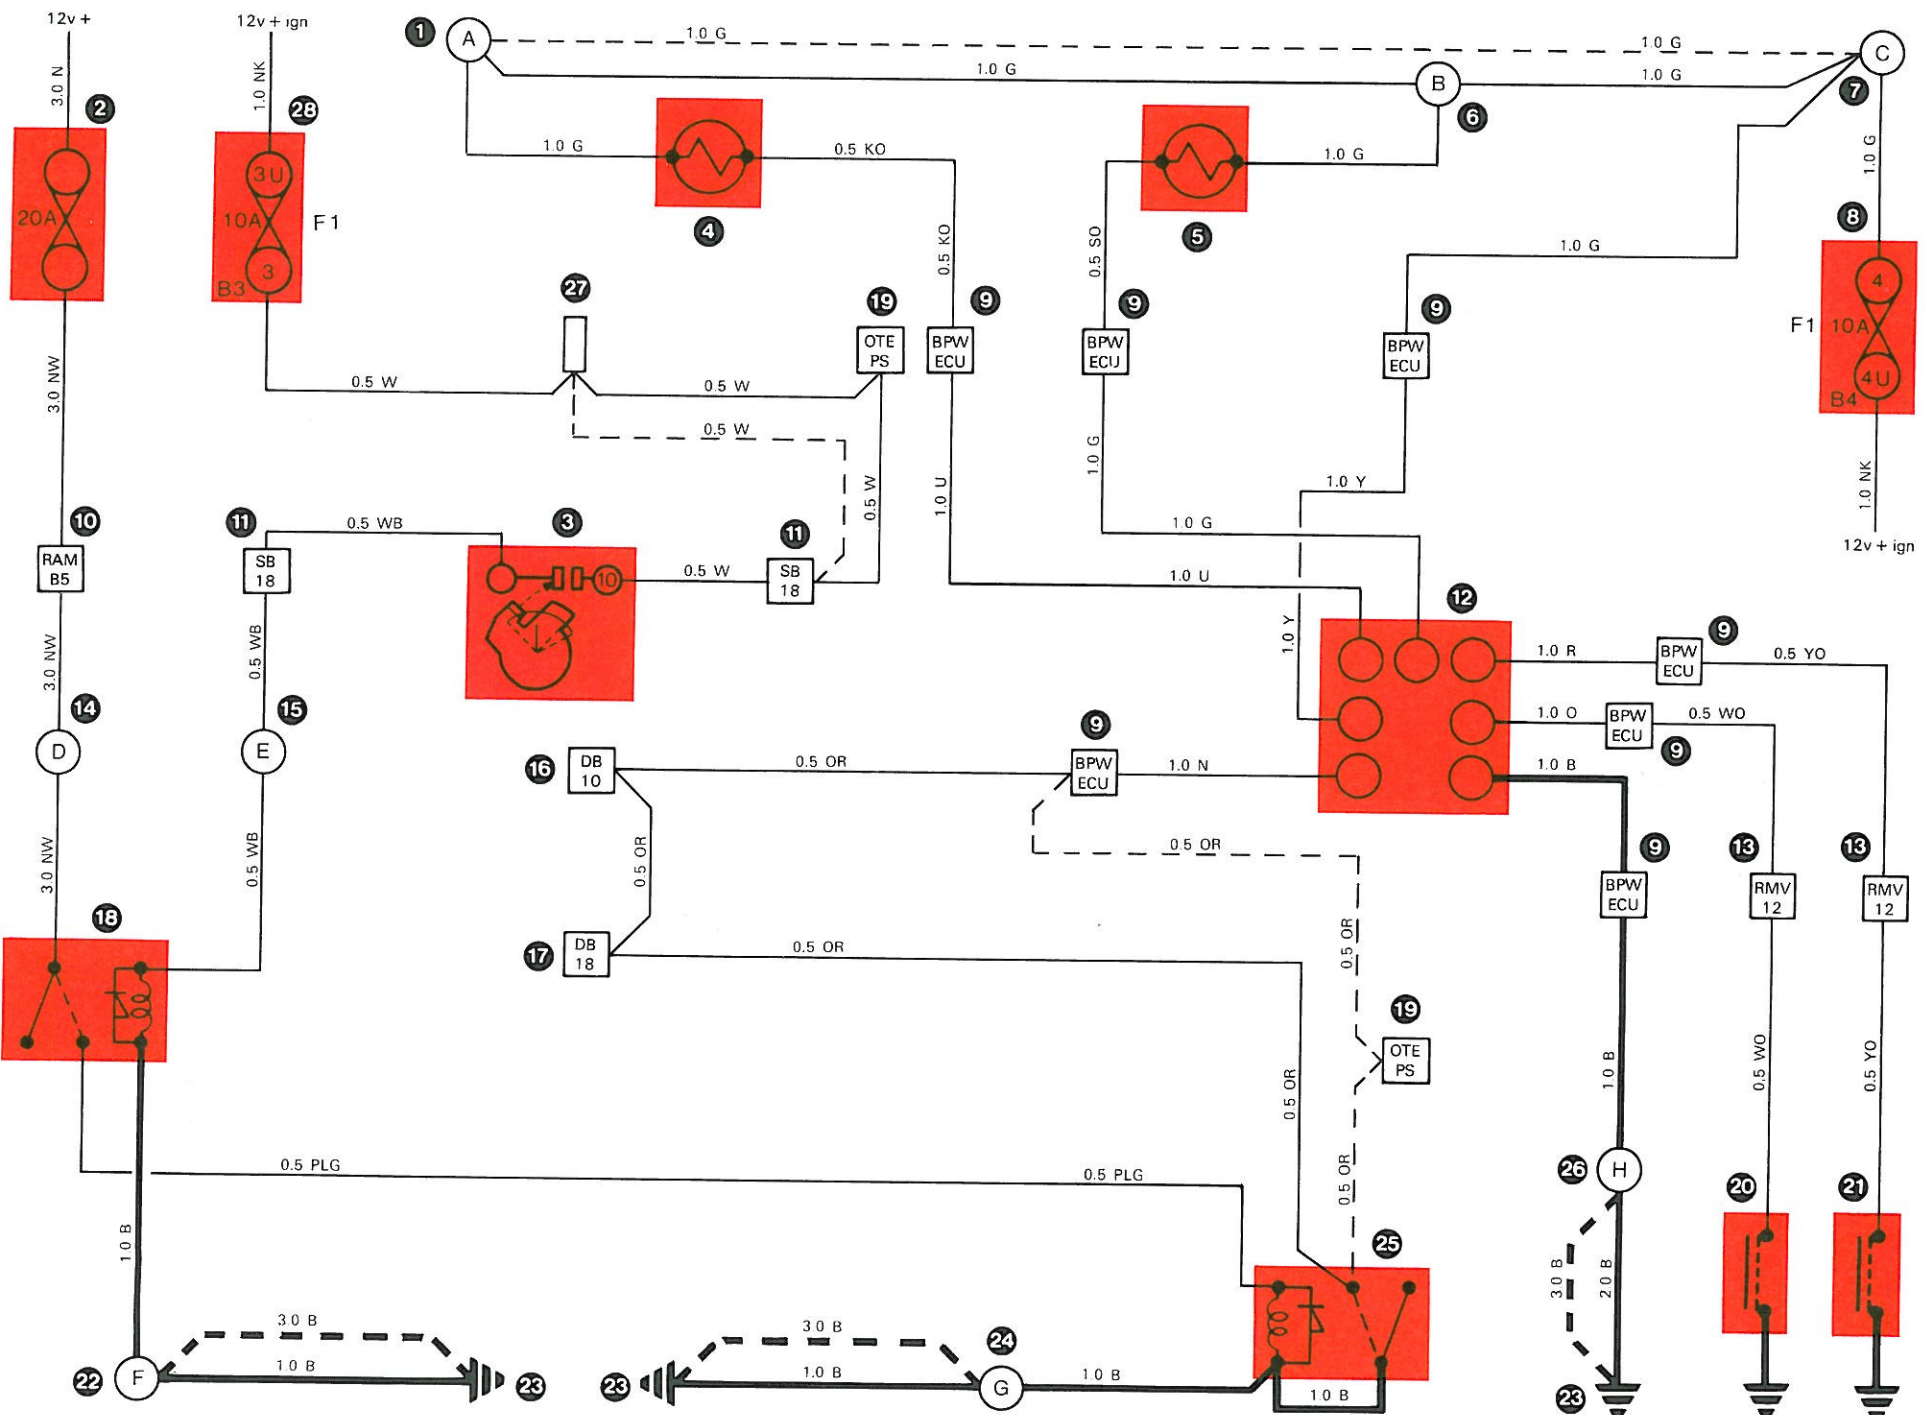 12v +
12v + ign
1
A
1.0 G
1.0 G
C
1.0 G
B
1.0 G
7
3.0 N
1.0 NK
2
28
6
1.0 G
0.5 KO
1.0 G
1.0 G
3 U
20A
10A
F1
3
B3
4
5
8
1.0 G
4
F1
10A
4U
B4
0.5 KO
0.5 SO
27
19
9
9
9
OTE
PS
BPW
ECU
BPW
ECU
BPW
ECU
3.0 NW
0.5 W
0.5 W
0.5 W
0.5 W
1.0 U
1.0 G
1.0 Y
1.0 NK
12v + ign
10
11
0.5 WB
3
11
1.0 G
RAM
B5
SB
18
10
0.5 W
SB
18
1.0 U
12
3.0 NW
0.5 WB
1.0 Y
1.0 R
9
BPW
ECU
0.5 YO
14
15
D
E
1.0 O
BPW
ECU
0.5 WO
9
16
DB
10
0.5 OR
9
BPW
ECU
1.0 N
1.0 B
3.0 NW
0.5 WB
0.5 OR
0.5 OR
9
13
13
BPW
ECU
RMV
12
RMV
12
18
17
DB
18
0.5 OR
0.5 OR
19
OTE
PS
0.5 OR
1.0 B
0.5 WO
0.5 YO
0.5 PLG
0.5 PLG
0.5 OR
26
H
20
21
1.0 B
25
3.0 B
2.0 B
3.0 B
3.0 B
24
22
F
1.0 B
23
23
1.0 B
G
1.0 B
1.0 B
23